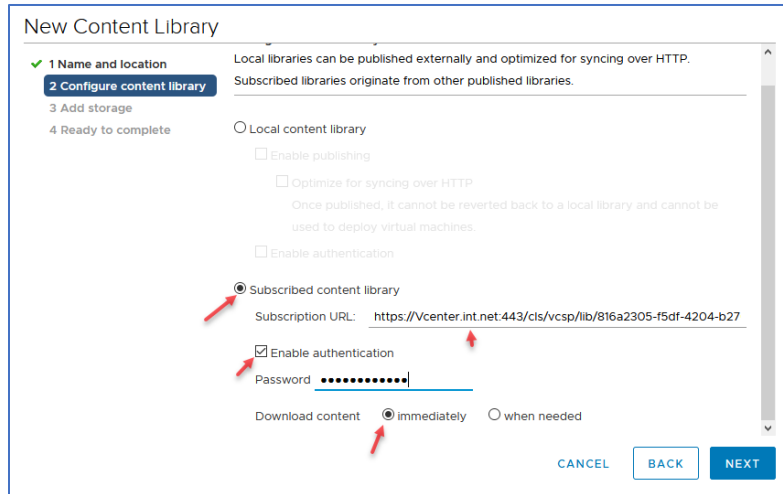 New Content Library
1 Name and location
2 Configure content library
3 Add storage
4 Ready to complete
Local libraries can be published externally and optimized for syncing over HTTP.
Subscribed libraries originate from other published libraries.
Local content library
Enable publishing
Optimize for syncing over HTTP
Once published, it cannot be reverted back to a local library and cannot be
used to deploy virtual machines.
Enable authentication
Subscribed content library
Subscription URL: https://Vcenter.int.net:443/cls/vcsp/lib/816a2305-f5df-4204-b27
Enable authentication
Password ••••••••••••
Download content immediately when needed
CANCEL BACK NEXT